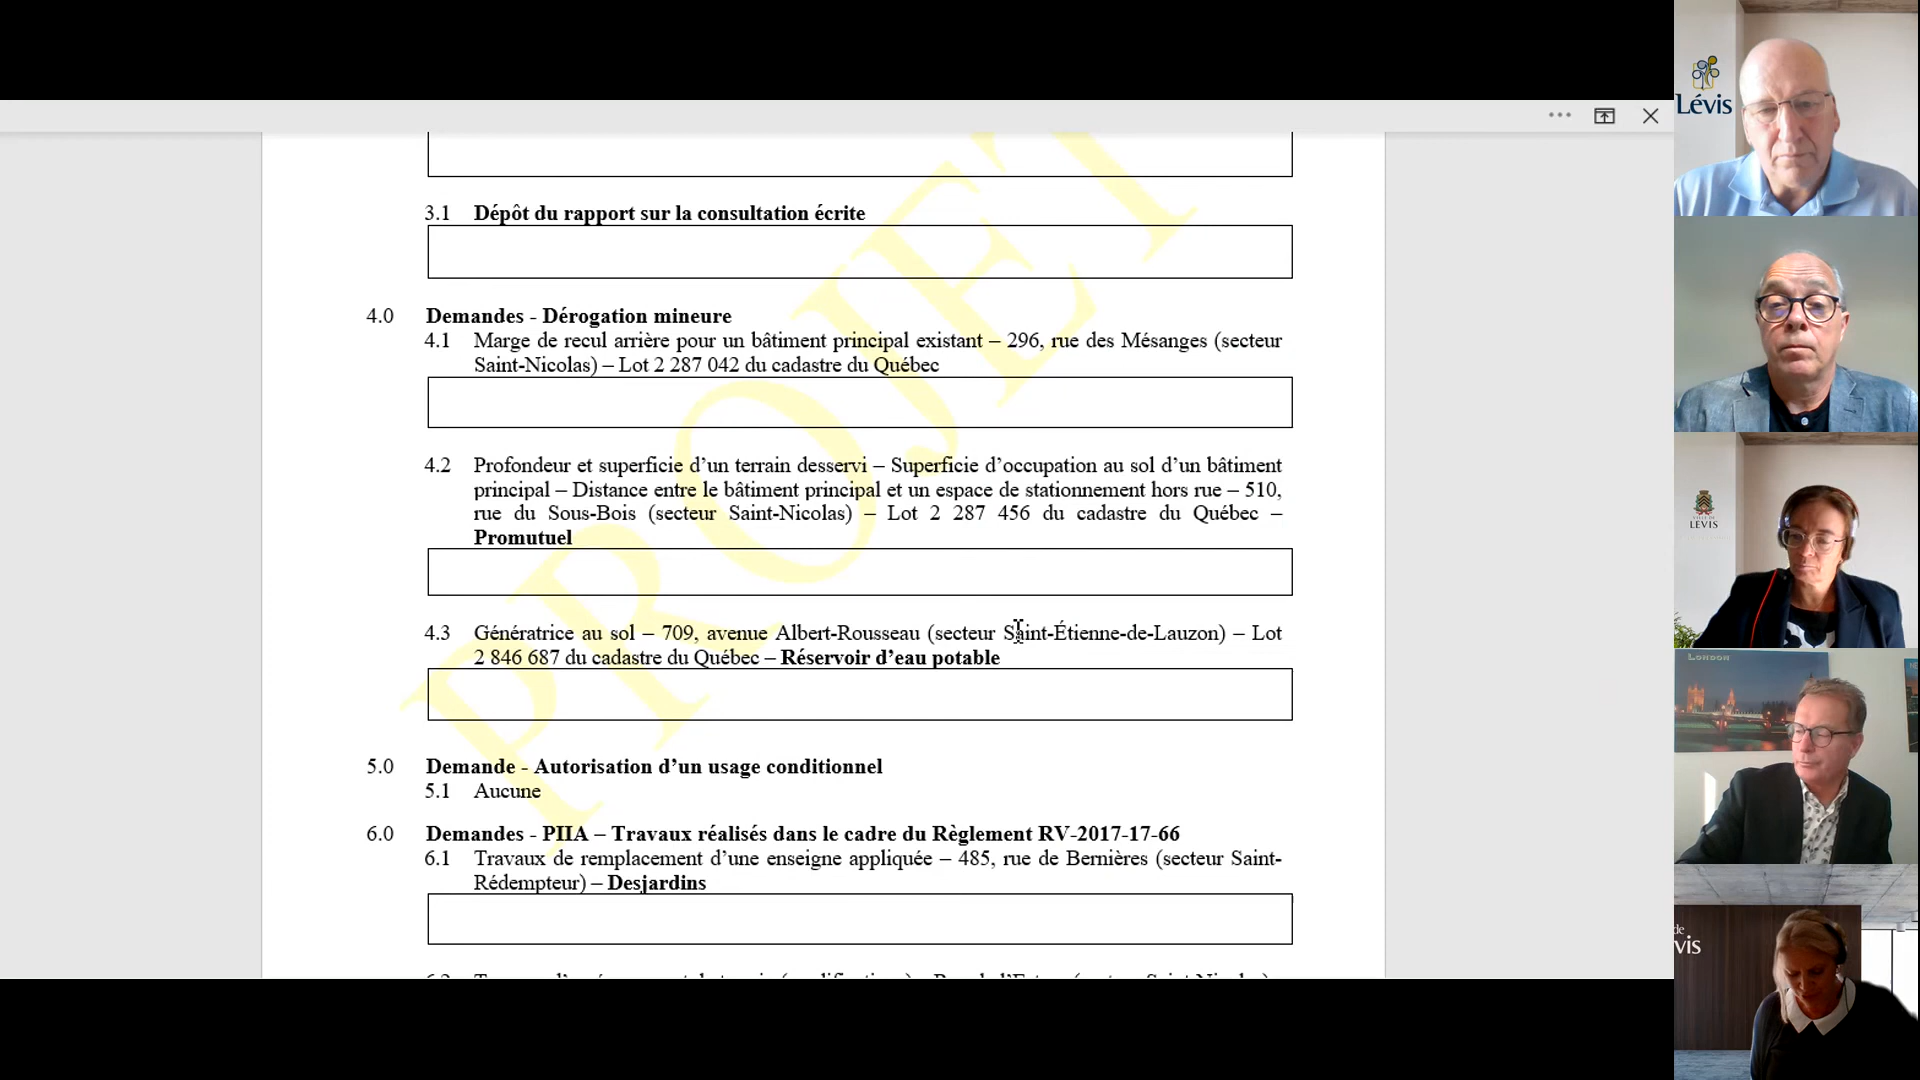 3.1 Dépôt du rapport sur la consultation écrite
4.0 Demandes - Dérogation mineure
4.1 Marge de recul arrière pour un bâtiment principal existant – 296, rue des Mésanges (secteur
Saint-Nicolas) – Lot 2 287 042 du cadastre du Québec
4.2 Profondeur et superficie d’un terrain desservi – Superficie d’occupation au sol d’un bâtiment
principal – Distance entre le bâtiment principal et un espace de stationnement hors rue – 510,
rue du Sous-Bois (secteur Saint-Nicolas) – Lot 2 287 456 du cadastre du Québec –
Promutuel
4.3 Génératrice au sol – 709, avenue Albert-Rousseau (secteur Saint-Étienne-de-Lauzon) – Lot
2 846 687 du cadastre du Québec – Réservoir d’eau potable
5.0 Demande - Autorisation d’un usage conditionnel
5.1 Aucune
6.0 Demandes - PIIA – Travaux réalisés dans le cadre du Règlement RV-2017-17-66
6.1 Travaux de remplacement d’une enseigne appliquée – 485, rue de Bernières (secteur Saint-
Rédempteur) – Desjardins
PROJET
Lévis
LÉVIS
LONDON
de
vis